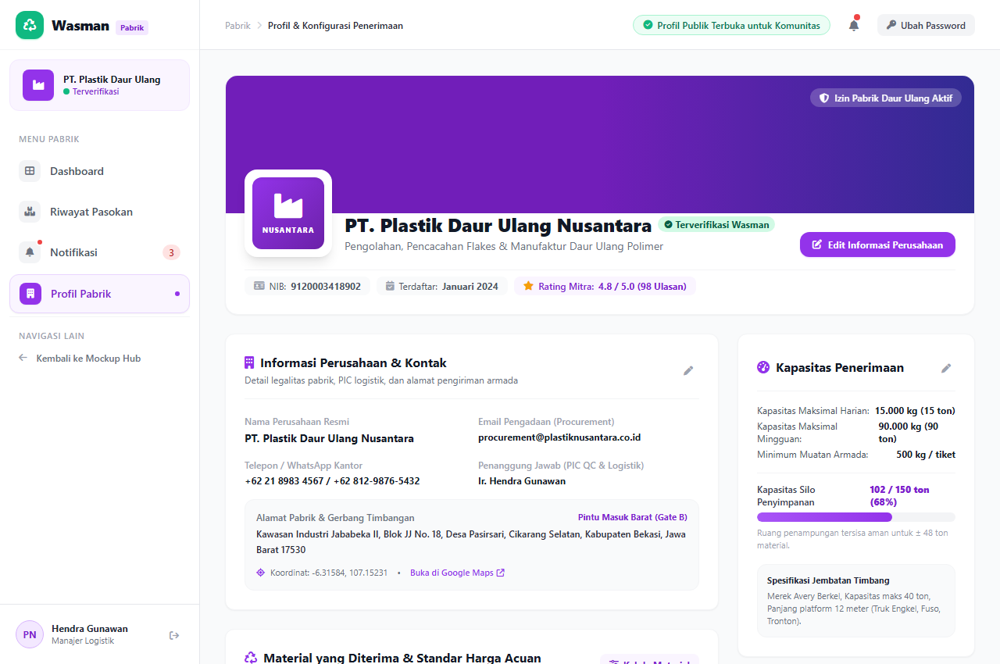 Wasman Pabrik
Pabrik > Profil & Konfigurasi Penerimaan
Profil Publik Terbuka untuk Komunitas
Ubah Password
PT. Plastik Daur Ulang
Terverifikasi
MENU PABRIK
Dashboard
Riwayat Pasokan
Notifikasi 3
Profil Pabrik
NAVIGASI LAIN
Kembali ke Mockup Hub
PN
Hendra Gunawan
Manajer Logistik
Izin Pabrik Daur Ulang Aktif
NUSANTARA
PT. Plastik Daur Ulang Nusantara Terverifikasi Wasman
Pengolahan, Pencacahan Flakes & Manufaktur Daur Ulang Polimer
Edit Informasi Perusahaan
NIB: 9120003418902
Terdaftar: Januari 2024
Rating Mitra: 4.8 / 5.0 (98 Ulasan)
Informasi Perusahaan & Kontak
Detail legalitas pabrik, PIC logistik, dan alamat pengiriman armada
Nama Perusahaan Resmi
PT. Plastik Daur Ulang Nusantara
Email Pengadaan (Procurement)
procurement@plastiknusantara.co.id
Telepon / WhatsApp Kantor
+62 21 8983 4567 / +62 812-9876-5432
Penanggung Jawab (PIC QC & Logistik)
Ir. Hendra Gunawan
Alamat Pabrik & Gerbang Timbangan
Pintu Masuk Barat (Gate B)
Kawasan Industri Jababeka II, Blok JJ No. 18, Desa Pasirsari, Cikarang Selatan, Kabupaten Bekasi, Jawa
Barat 17530
Koordinat: -6.31584, 107.15231 • Buka di Google Maps
Material yang Diterima & Standar Harga Acuan
Kelola Material
Kapasitas Penerimaan
Kapasitas Maksimal Harian: 15.000 kg (15 ton)
Kapasitas Maksimal
Mingguan:
90.000 kg (90
ton)
Minimum Muatan Armada: 500 kg / tiket
Kapasitas Silo
Penyimpanan
102 / 150 ton
(68%)
Ruang penampungan tersisa aman untuk ± 48 ton
material.
Spesifikasi Jembatan Timbang
Merek Avery Berkel, Kapasitas maks 40 ton,
Panjang platform 12 meter (Truk Engkel, Fuso,
Tronton).